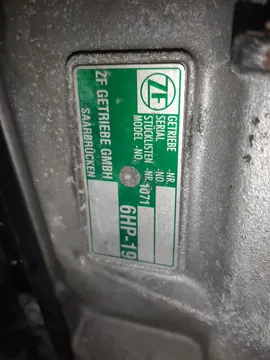 ZF
GETRIEBE -NR.
SERIAL -NO.
STÜCKLISTEN -NR. 1071
MODEL -NO. 6HP-19
ZF GETRIEBE GMBH
SAARBRÜCKEN